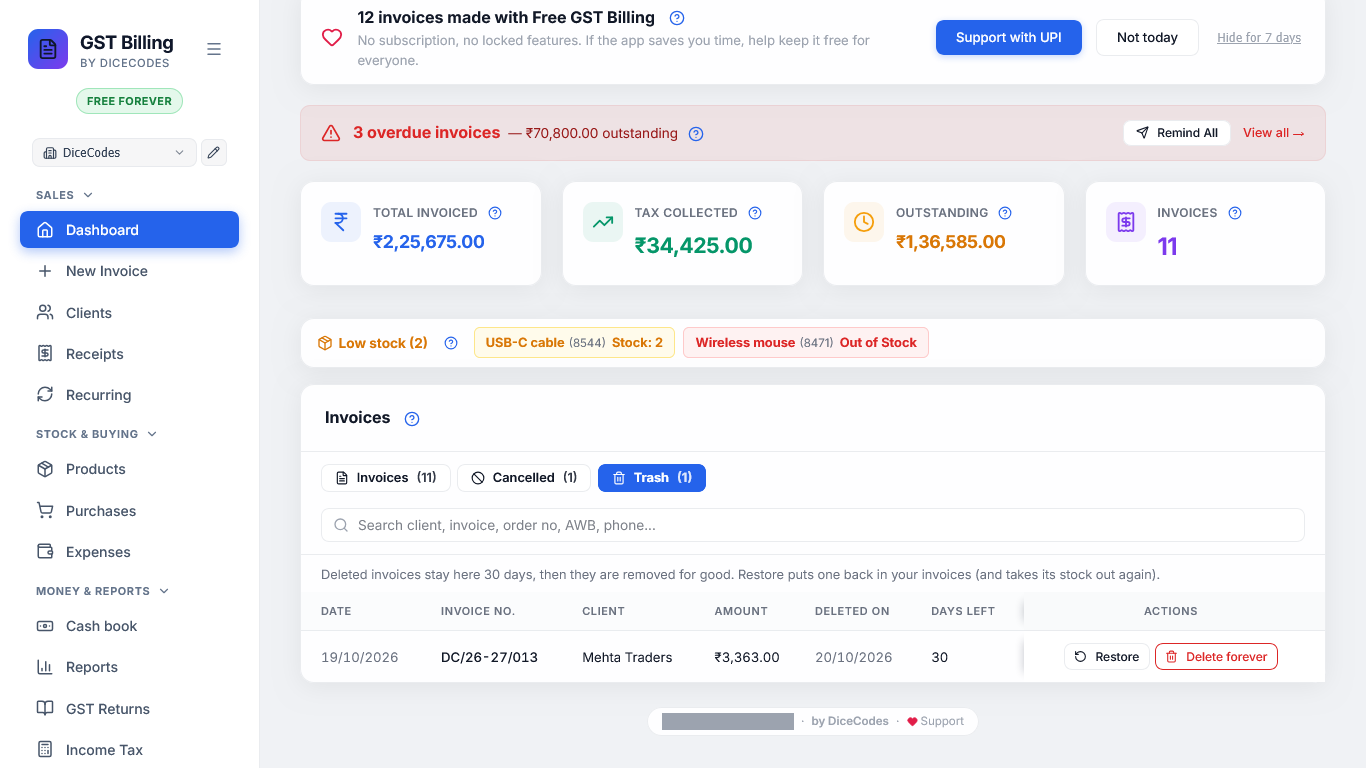 GST Billing
BY DICECODES
FREE FOREVER
DiceCodes
SALES
Dashboard
New Invoice
Clients
Receipts
Recurring
STOCK & BUYING
Products
Purchases
Expenses
MONEY & REPORTS
Cash book
Reports
GST Returns
Income Tax
12 invoices made with Free GST Billing
No subscription, no locked features. If the app saves you time, help keep it free for
everyone.
Support with UPI
Not today
Hide for 7 days
3 overdue invoices — ₹70,800.00 outstanding
Remind All
View all →
TOTAL INVOICED
₹2,25,675.00
TAX COLLECTED
₹34,425.00
OUTSTANDING
₹1,36,585.00
INVOICES
11
Low stock (2)
USB-C cable (8544) Stock: 2
Wireless mouse (8471) Out of Stock
Invoices
Invoices (11)
Cancelled (1)
Trash (1)
Search client, invoice, order no, AWB, phone...
Deleted invoices stay here 30 days, then they are removed for good. Restore puts one back in your invoices (and takes its stock out again).
DATE INVOICE NO. CLIENT AMOUNT DELETED ON DAYS LEFT ACTIONS
19/10/2026 DC/26-27/013 Mehta Traders ₹3,363.00 20/10/2026 30 Restore Delete forever
· by DiceCodes · Support